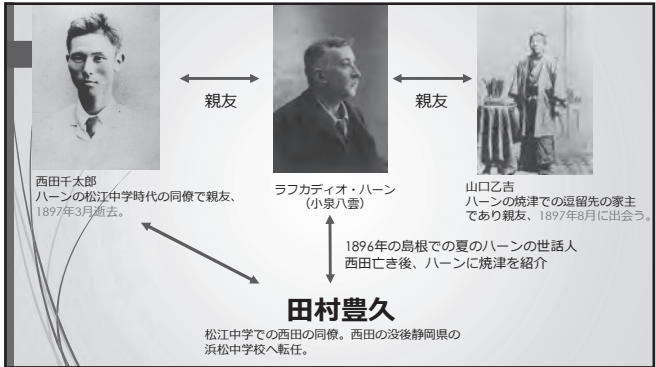 親友
親友
西田千太郎
ハーンの松江中学時代の同僚で親友、
1897年3月逝去。
ラフカディオ・ハーン
（小泉八雲）
山口乙吉
ハーンの焼津での逗留先の家主
であり親友、1897年8月に出会う。
1896年の島根での夏のハーンの世話人
西田亡き後、ハーンに焼津を紹介
田村豊久
松江中学での西田の同僚。西田の没後静岡県の
浜松中学校へ転任。